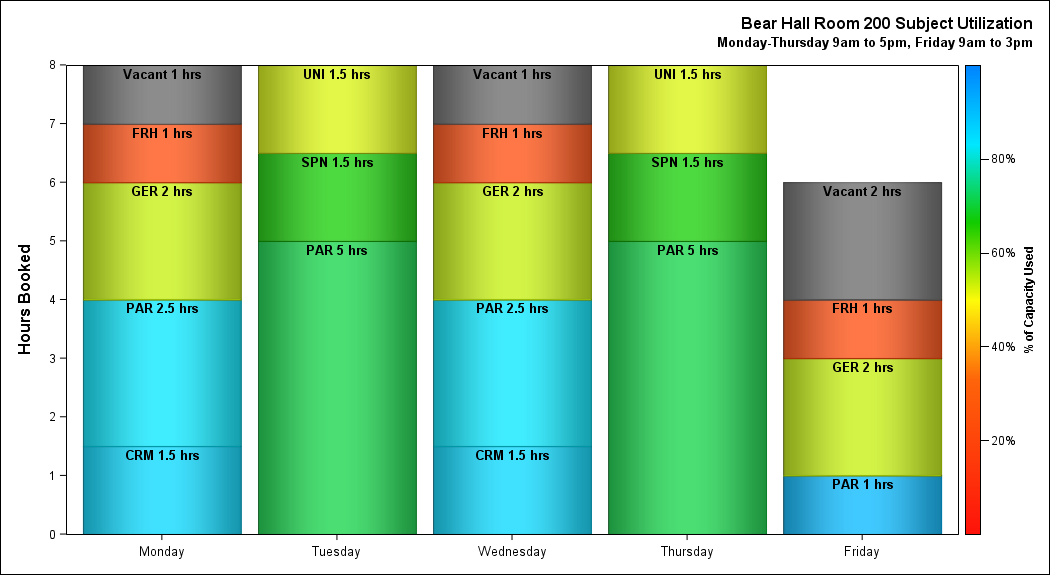 Bear Hall Room 200 Subject Utilization
Monday-Thursday 9am to 5pm, Friday 9am to 3pm
Hours Booked
8
7
6
5
4
3
2
1
0
Vacant 1 hrs
FRH 1 hrs
GER 2 hrs
PAR 2.5 hrs
CRM 1.5 hrs
Monday
UNI 1.5 hrs
SPN 1.5 hrs
PAR 5 hrs
Tuesday
Vacant 1 hrs
FRH 1 hrs
GER 2 hrs
PAR 2.5 hrs
CRM 1.5 hrs
Wednesday
UNI 1.5 hrs
SPN 1.5 hrs
PAR 5 hrs
Thursday
Vacant 2 hrs
FRH 1 hrs
GER 2 hrs
PAR 1 hrs
Friday
80%
60%
40%
20%
% of Capacity Used